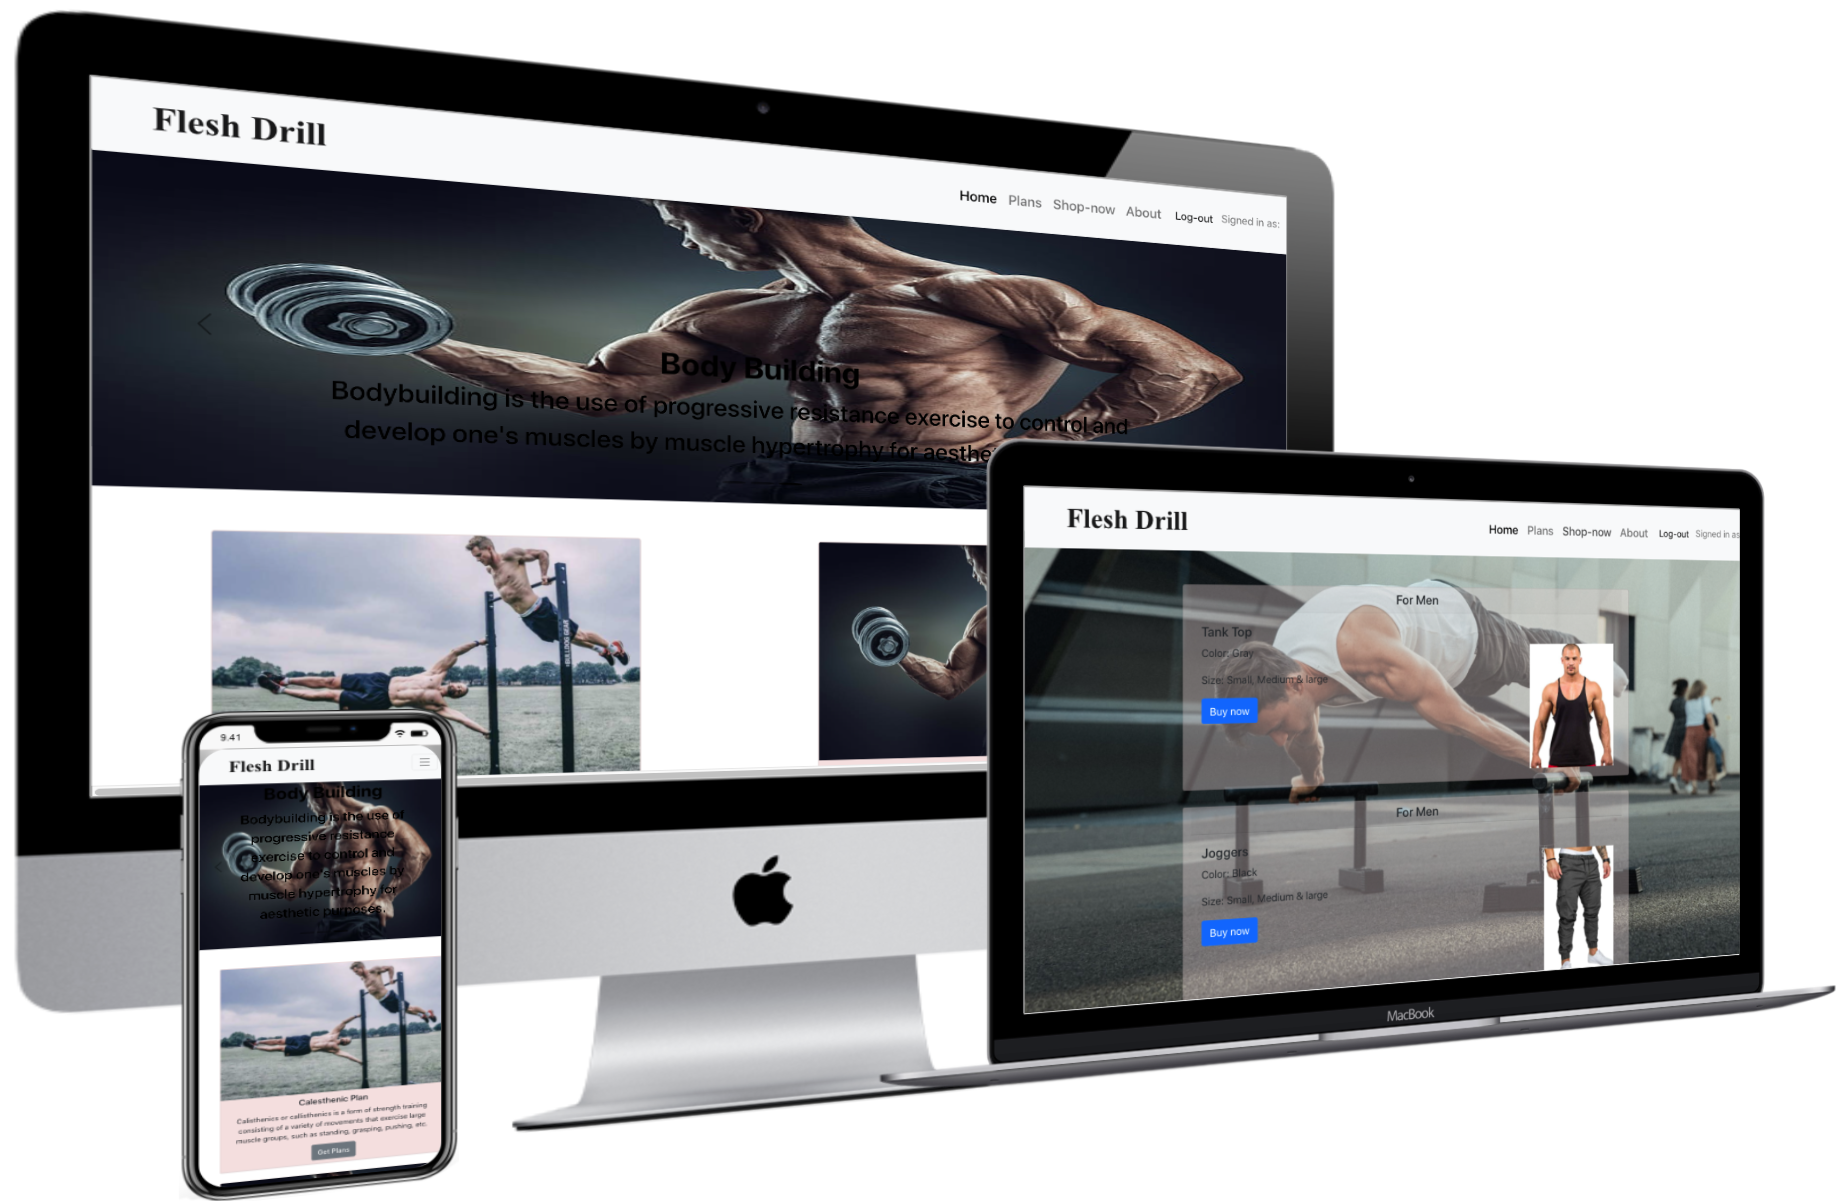 Flesh Drill
Home Plans Shop-now About Log-out Signed in as:
Body Building
Bodybuilding is the use of progressive resistance exercise to control and
develop one's muscles by muscle hypertrophy for aesthe
BULLDOG GEAR
9.41
Flesh Drill
Body Building
Bodybuilding is the use of
progressive resistance
exercise to control and
develop one's muscles by
muscle hypertrophy for
aesthetic purposes.
Calesthenic Plan
Calisthenics or callisthenics is a form of strength training
consisting of a variety of movements that exercise large
muscle groups, such as standing, grasping, pushing, etc.
Get Plans
Flesh Drill
Home Plans Shop-now About Log-out Signed in as
For Men
Tank Top
Color: Gray
Size: Small, Medium & large
Buy now
For Men
Joggers
Color: Black
Size: Small, Medium & large
Buy now
MacBook